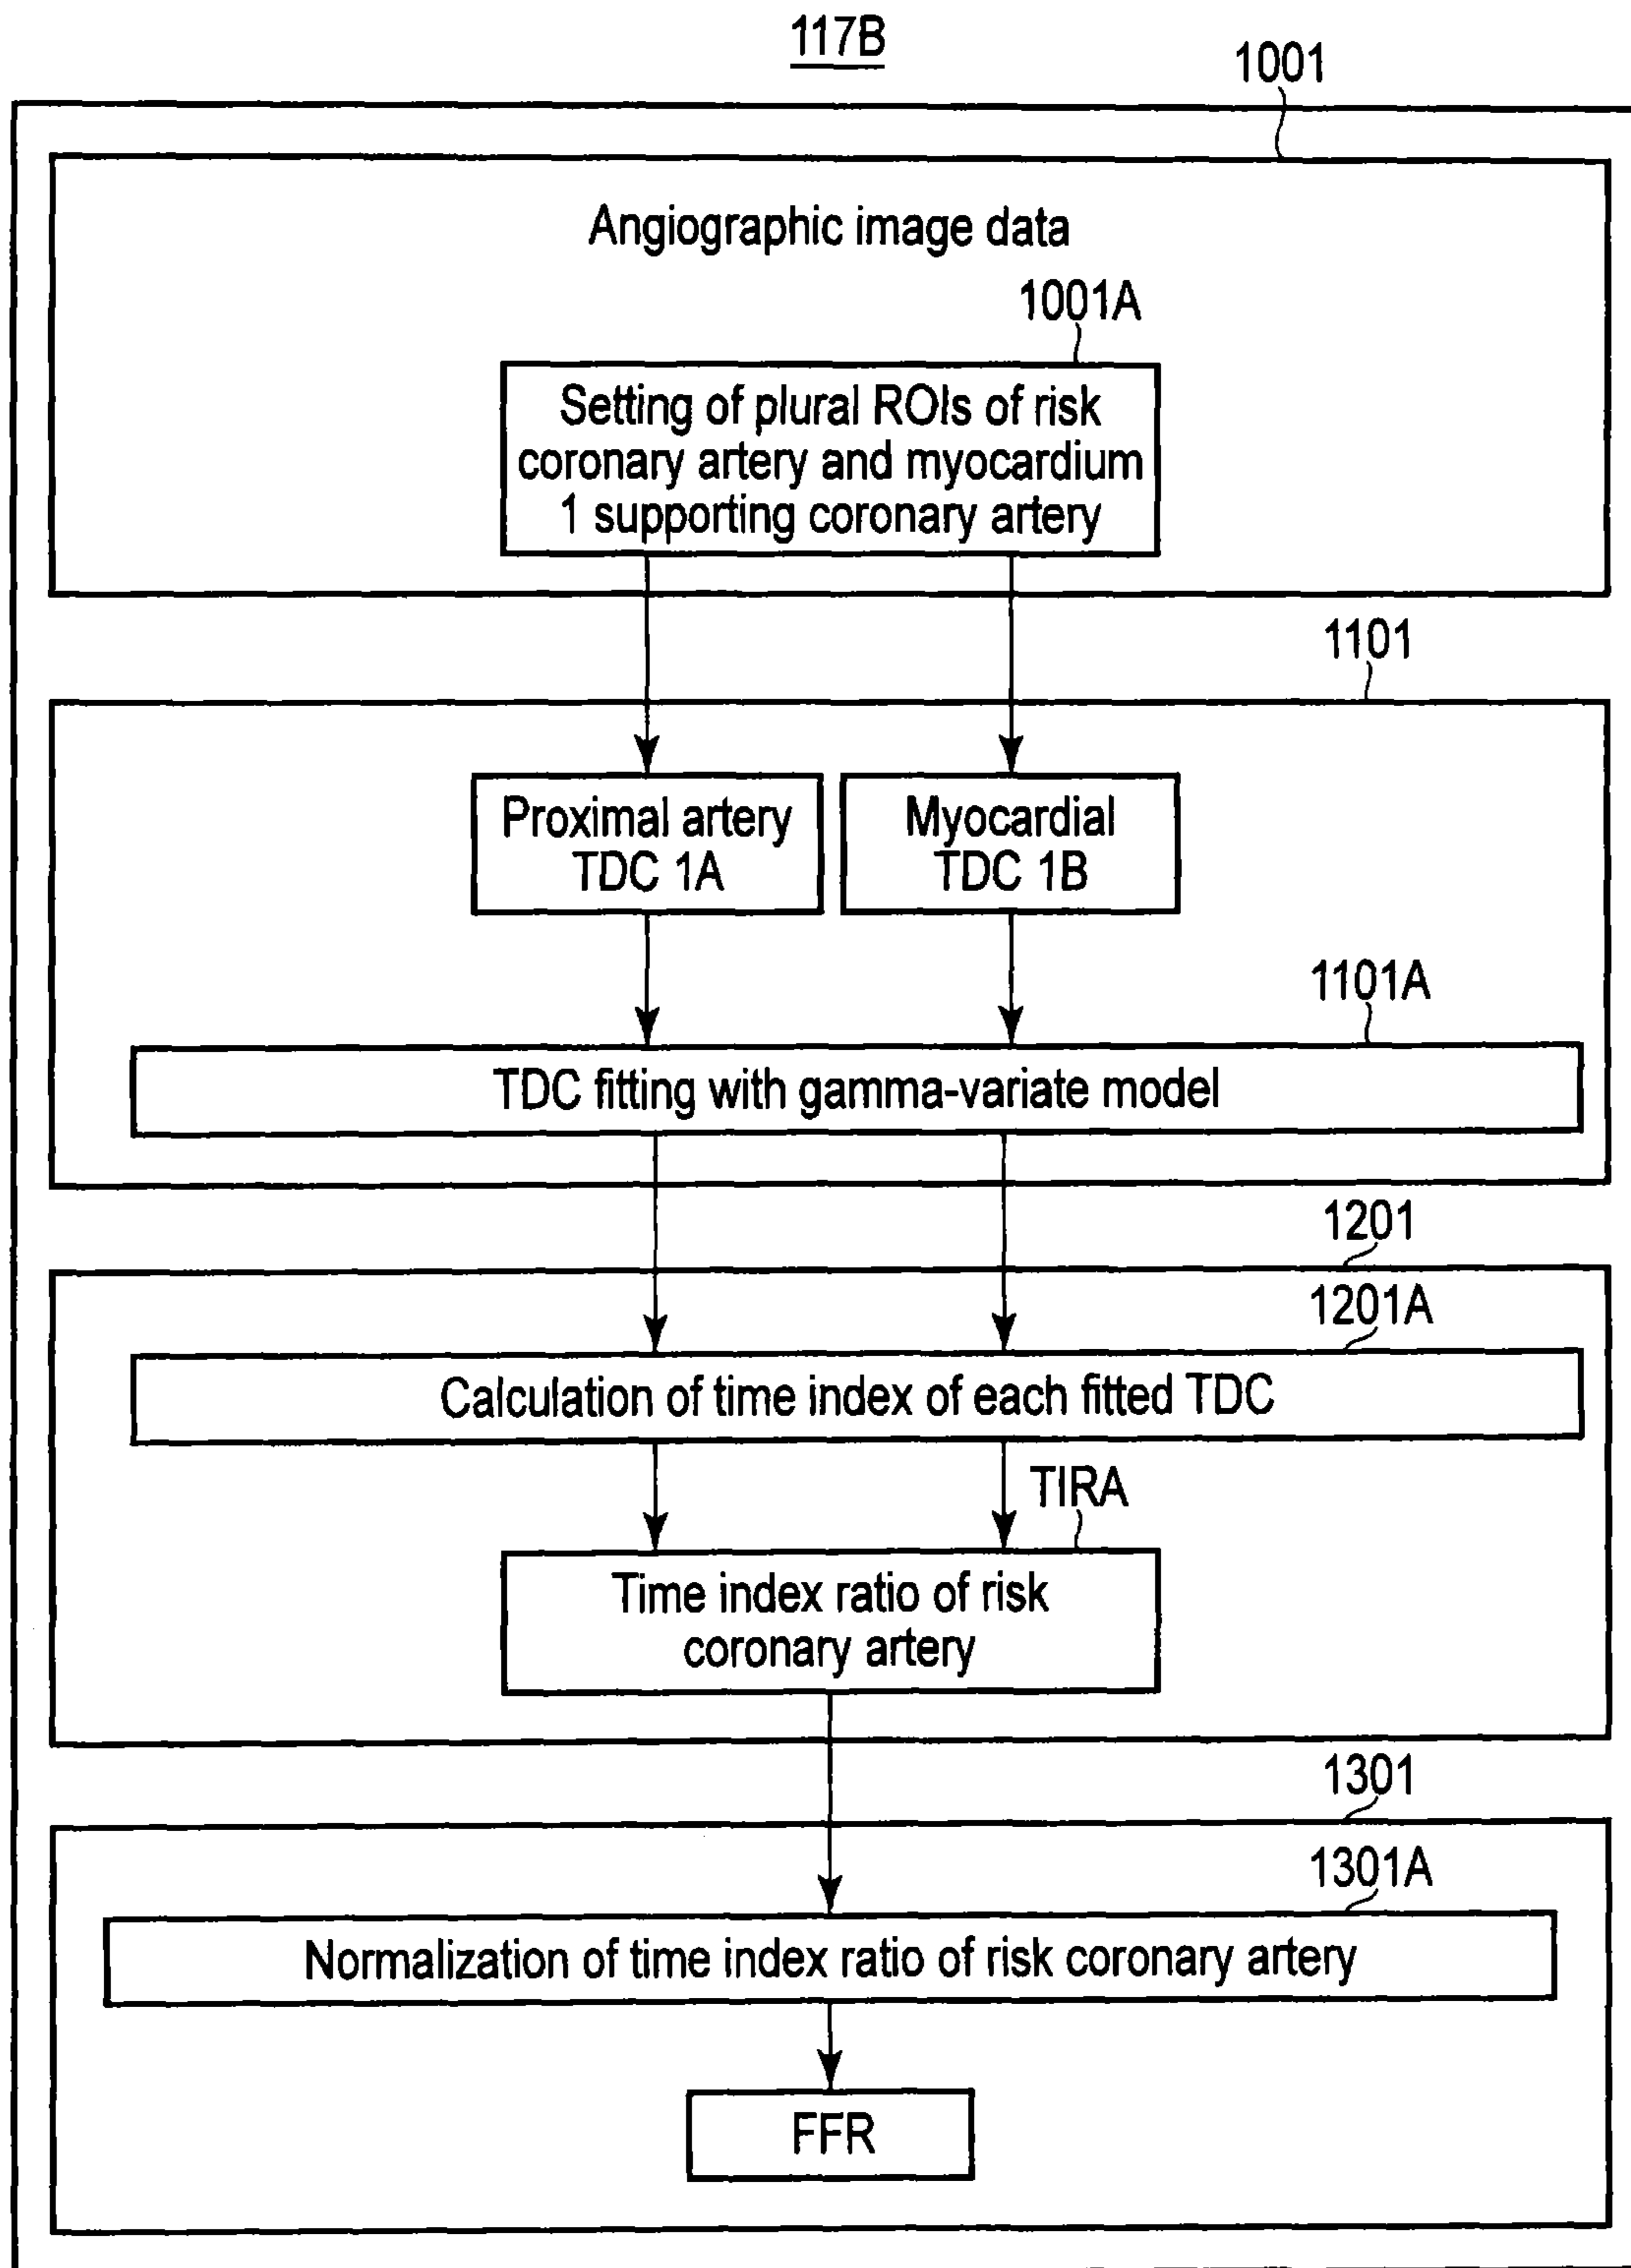 117B
1001
Angiographic image data
1001A
Setting of plural ROIs of risk
coronary artery and myocardium
1 supporting coronary artery
1101
Proximal artery
TDC 1A
Myocardial
TDC 1B
1101A
TDC fitting with gamma-variate model
1201
1201A
Calculation of time index of each fitted TDC
TIRA
Time index ratio of risk
coronary artery
1301
1301A
Normalization of time index ratio of risk coronary artery
FFR